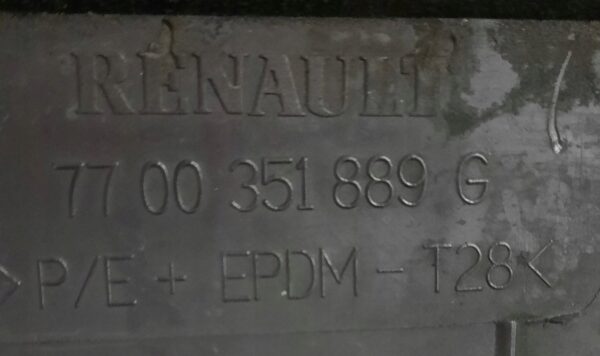 RENAULT
77 00 351 889 G
>P/E + EPDM - T28<